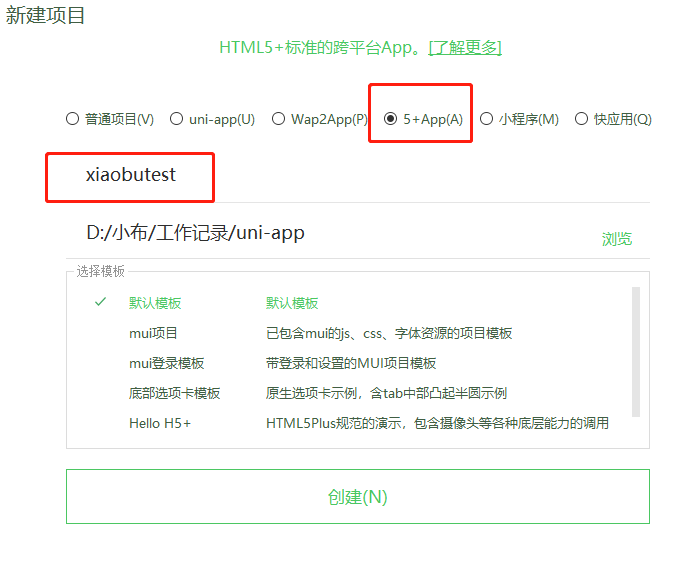 新建项目
HTML5+标准的跨平台App。[了解更多]
普通项目(V) uni-app(U) Wap2App(P) 5+App(A) 小程序(M) 快应用(Q)
xiaobutest
D:/小布/工作记录/uni-app 浏览
选择模板
默认模板 默认模板
mui项目 已包含mui的js、css、字体资源的项目模板
mui登录模板 带登录和设置的MUI项目模板
底部选项卡模板 原生选项卡示例，含tab中部凸起半圆示例
Hello H5+ HTML5Plus规范的演示，包含摄像头等各种底层能力的调用
创建(N)